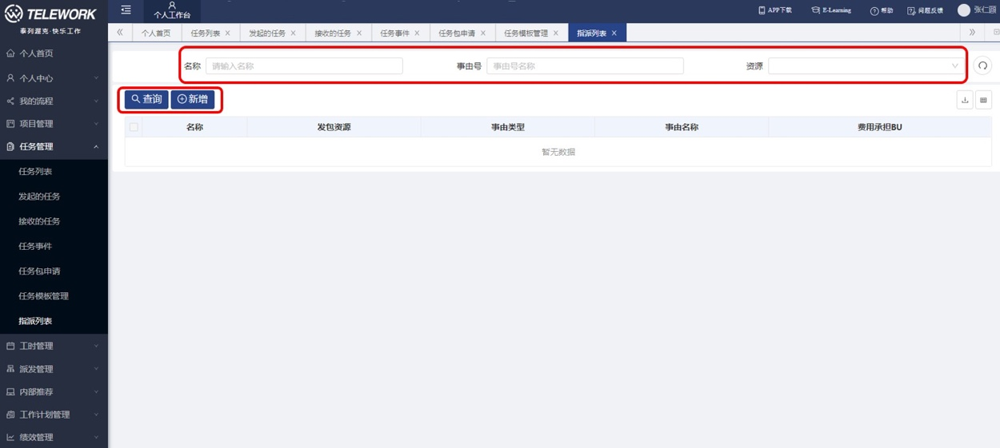 TELEWORK
泰列渥克·快乐工作
个人工作台
APP下载
E-Learning
帮助
问题反馈
个人首页
任务列表
发起的任务
接收的任务
任务事件
任务包申请
任务模板管理
指派列表
个人首页
个人中心
我的流程
项目管理
任务管理
任务列表
发起的任务
接收的任务
任务事件
任务包申请
任务模板管理
指派列表
工时管理
派发管理
内部推荐
工作计划管理
绩效管理
名称 请输入名称
事由号 事由号名称
资源
查询
新增
名称 发包资源 事由类型 事由名称 费用承担BU
暂无数据